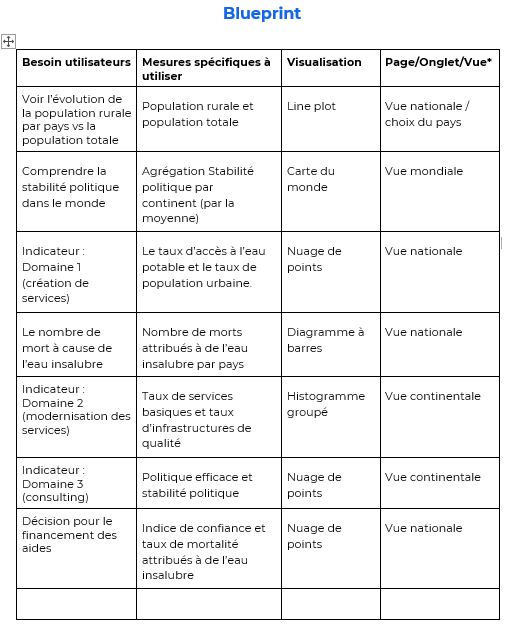 Blueprint
Besoin utilisateurs
Mesures spécifiques à
utiliser
Visualisation
Page/Onglet/Vue*
Voir l'évolution de
la population rurale
par pays vs la
population totale
Population rurale et
population totale
Line plot
Vue nationale /
choix du pays
Comprendre la
stabilité politique
dans le monde
Agrégation Stabilité
politique par
continent (par la
moyenne)
Carte du
monde
Vue mondiale
Indicateur :
Domaine 1
(création de
services)
Le taux d'accès à l'eau
potable et le taux de
population urbaine.
Nuage de
points
Vue nationale
Le nombre de
mort à cause de
l'eau insalubre
Nombre de morts
attribués à de l'eau
insalubre par pays
Diagramme à
barres
Vue nationale
Indicateur :
Domaine 2
(modernisation des
services)
Taux de services
basiques et taux
d'infrastructures de
qualité
Histogramme
groupé
Vue continentale
Indicateur :
Domaine 3
(consulting)
Politique efficace et
stabilité politique
Nuage de
points
Vue continentale
Décision pour le
financement des
aides
Indice de confiance et
taux de mortalité
attribués à de l'eau
insalubre
Nuage de
points
Vue nationale